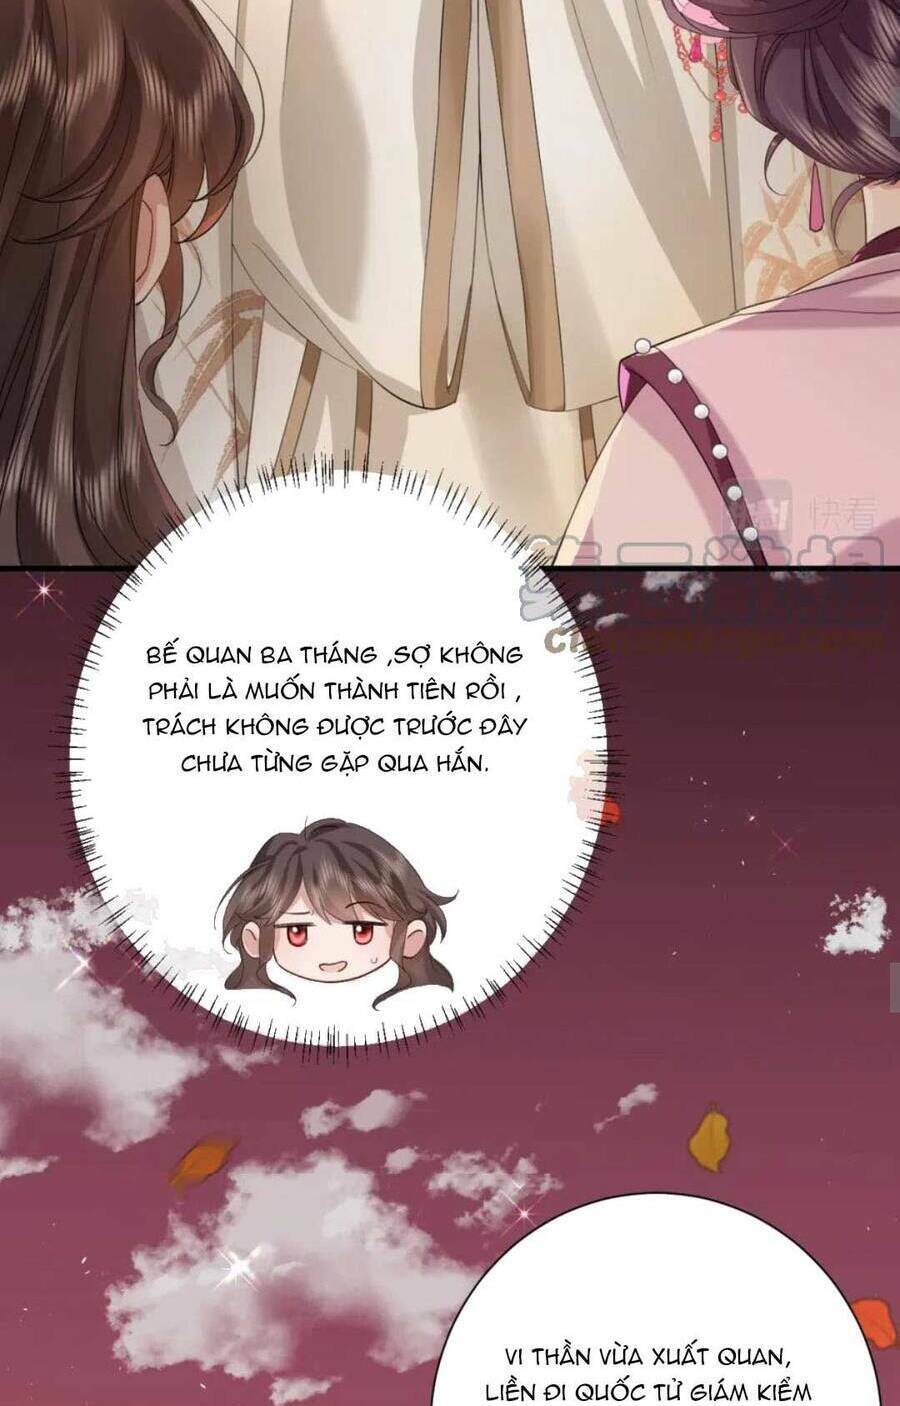 快看
BẾ QUAN BA THÁNG ,SỢ KHÔNG
PHẢI LÀ MUỐN THÀNH TIÊN RỒI ,
TRÁCH KHÔNG ĐƯỢC TRƯỚC ĐÂY
CHƯA TỪNG GẶP QUA HẮN.
VI THẦN VỪA XUẤT QUAN,
LIỀN ĐI QUỐC TỬ GIÁM KIỂM